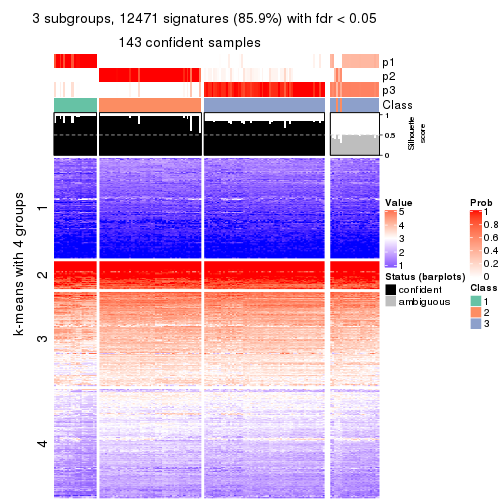 3 subgroups, 12471 signatures (85.9%) with fdr < 0.05
143 confident samples
p1
p2
p3
Class
1
0.5
0
Silhouette
score
k-means with 4 groups
1
2
3
4
Value
5
4
3
2
1
Status (barplots)
confident
ambiguous
Prob
1
0.8
0.6
0.4
0.2
0
Class
1
2
3